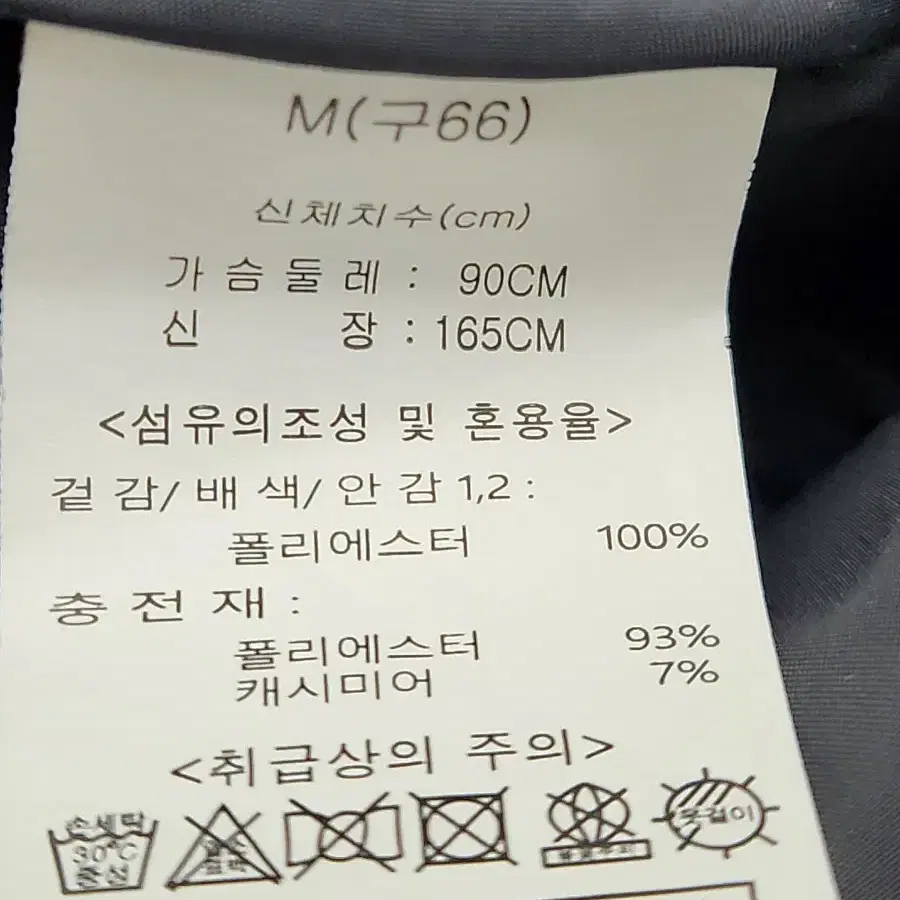 M(구66)
신체치수(cm)
가슴둘레 : 90CM
신 장 : 165CM
<섬유의조성 및 혼용율>
겉감/배색/안감1,2 :
폴리에스터 100%
충전재 :
폴리에스터 93%
캐시미어 7%
<취급상의 주의>
손세탁
30℃
중성
옷걸이